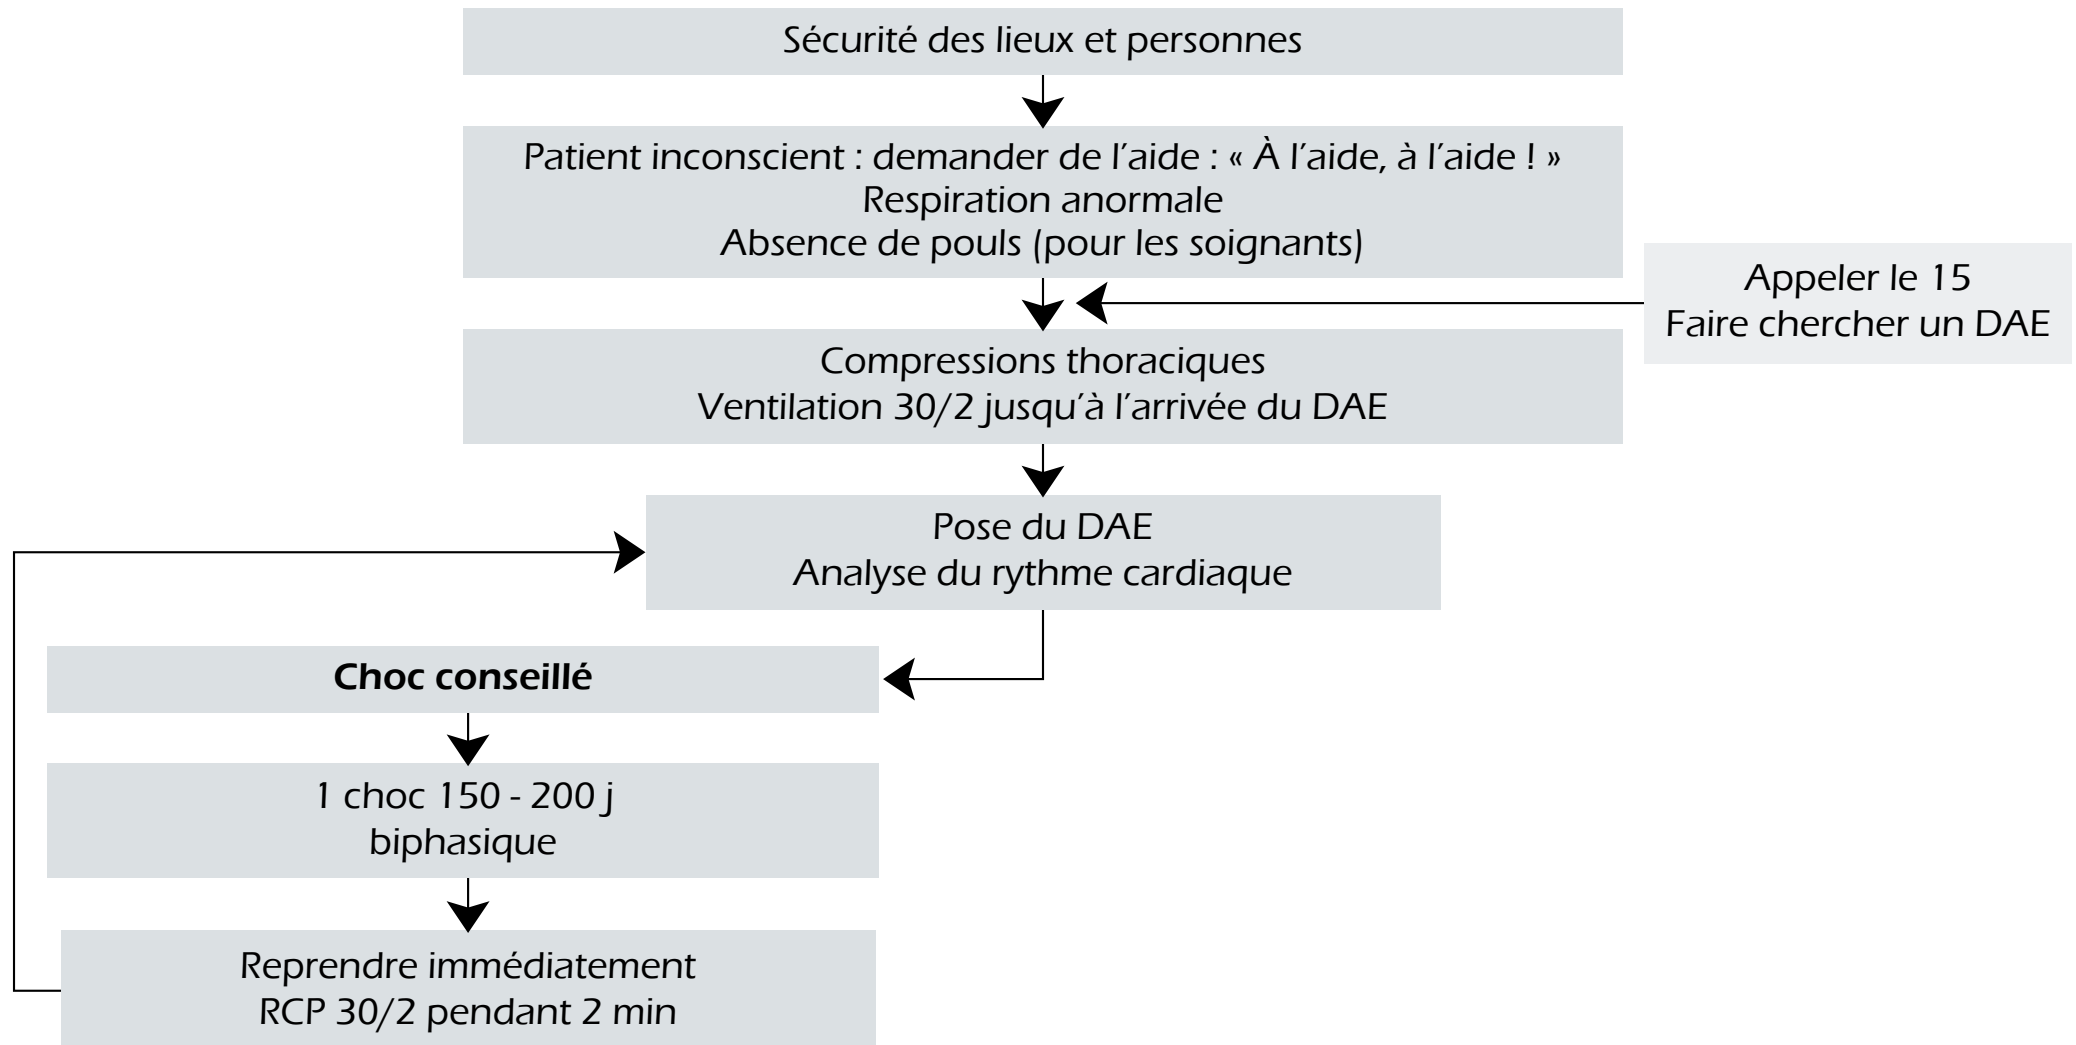 Sécurité des lieux et personnes
Patient inconscient : demander de l’aide : « À l’aide, à l’aide ! »
Respiration anormale
Absence de pouls (pour les soignants)
Appeler le 15
Faire chercher un DAE
Compressions thoraciques
Ventilation 30/2 jusqu’à l’arrivée du DAE
Pose du DAE
Analyse du rythme cardiaque
Choc conseillé
1 choc 150 - 200 j
biphasique
Reprendre immédiatement
RCP 30/2 pendant 2 min